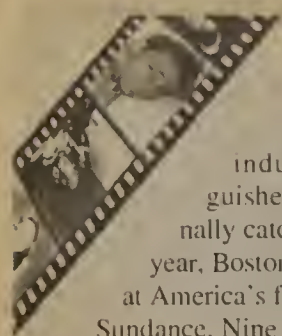 indu
guishe
nally cat
year, Boston
at America's f
Sundance. Nine